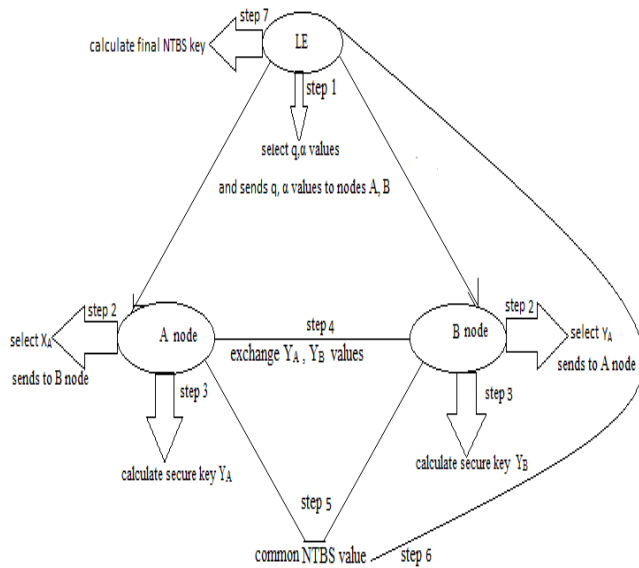 step 7
calculate final NTBS key
LE
step 1
select q,α values
and sends q, α values to nodes A, B
step 2
select XA
sends to B node
A node
step 4
exchange YA , YB values
B node
step 2
select YA
sends to A node
step 3
calculate secure key YA
step 3
calculate secure key YB
step 5
common NTBS value
step 6